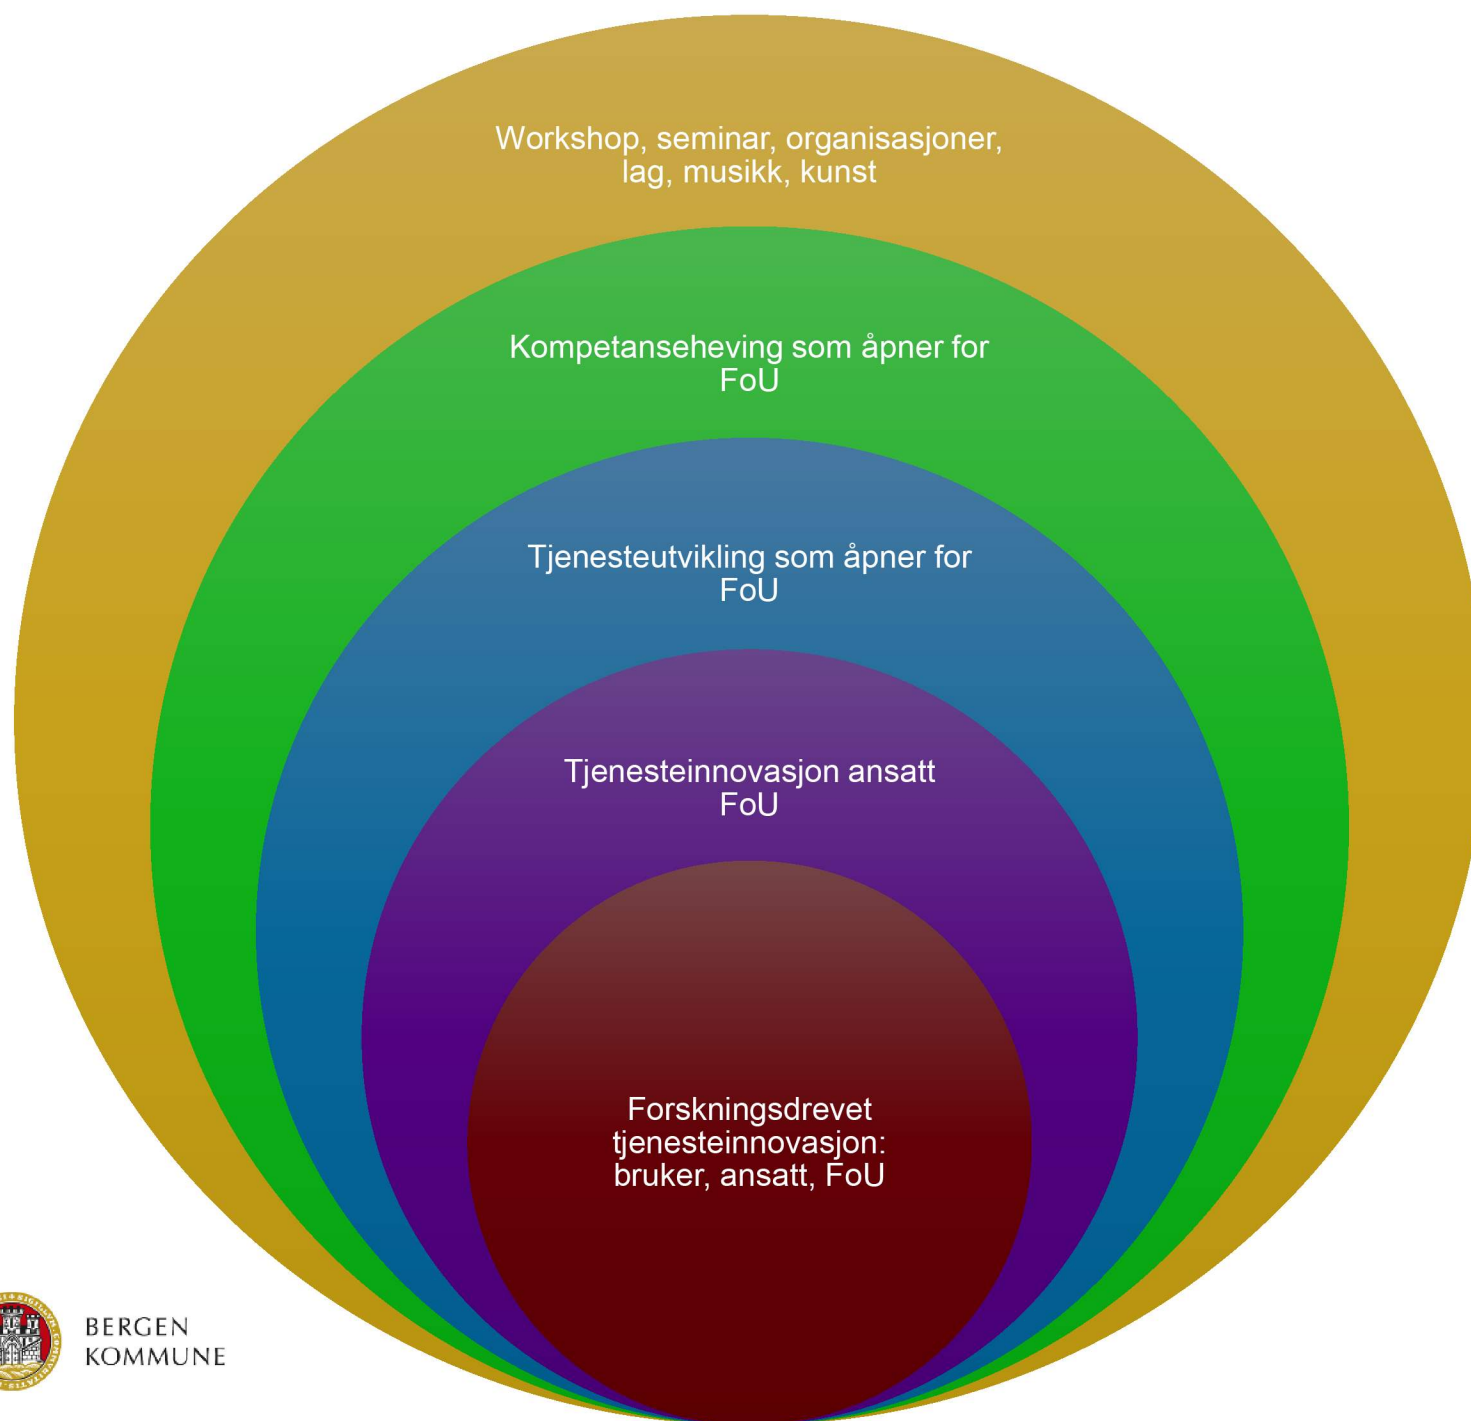 Workshop, seminar, organisasjoner,
lag, musikk, kunst
Kompetanseheving som åpner for
FoU
Tjenesteutvikling som åpner for
FoU
Tjenesteinnovasjon ansatt
FoU
Forskningsdrevet
tjenesteinnovasjon:
bruker, ansatt, FoU
BERGEN
KOMMUNE